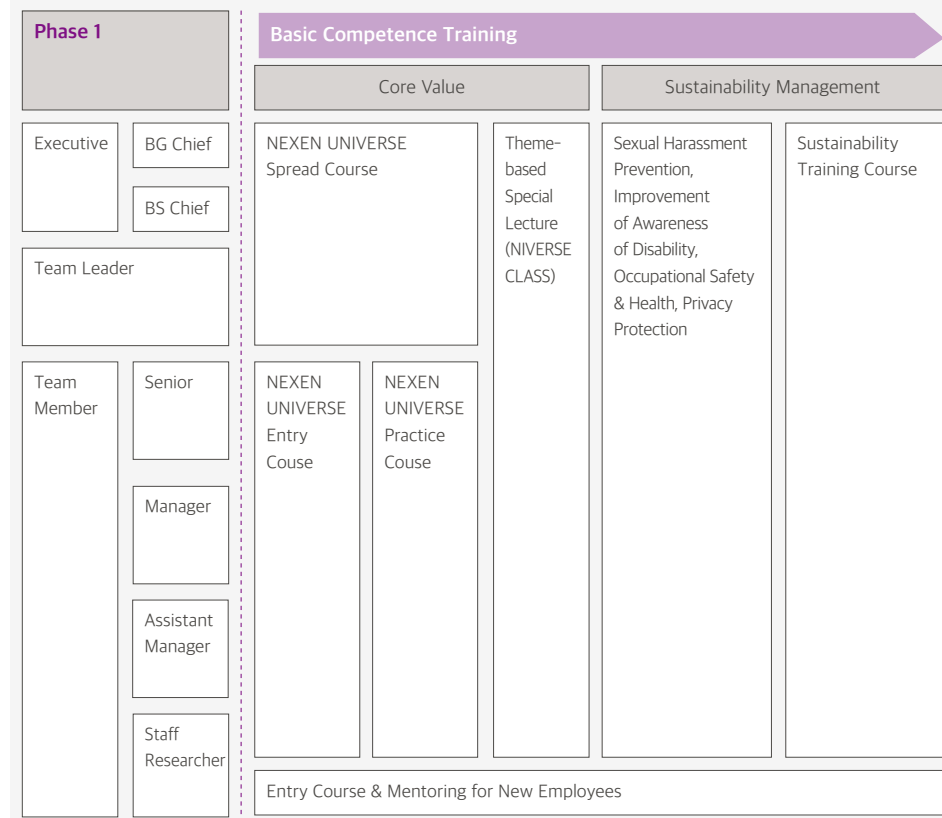 Phase 1
Basic Competence Training
Core Value
Sustainability Management
Executive
BG Chief
BS Chief
NEXEN UNIVERSE
Spread Course
Theme-
based
Special
Lecture
(NIVERSE
CLASS)
Sexual Harassment
Prevention,
Improvement
of Awareness
of Disability,
Occupational Safety
& Health, Privacy
Protection
Sustainability
Training Course
Team Leader
Team
Member
Senior
NEXEN
UNIVERSE
Entry
Couse
NEXEN
UNIVERSE
Practice
Couse
Manager
Assistant
Manager
Staff
Researcher
Entry Course & Mentoring for New Employees